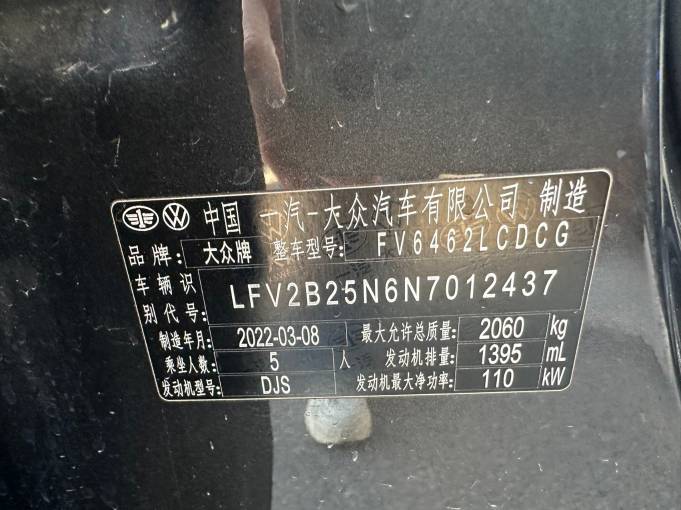 中国 一汽-大众汽车有限公司 制造
品牌: 大众牌 整车型号: FV6462LCDCG
车辆识别代号: LFV2B25N6N7012437
制造年月: 2022-03-08 最大允许总质量: 2060 kg
乘坐人数: 5 人 发动机排量: 1395 mL
发动机型号: DJS 发动机最大净功率: 110 kW